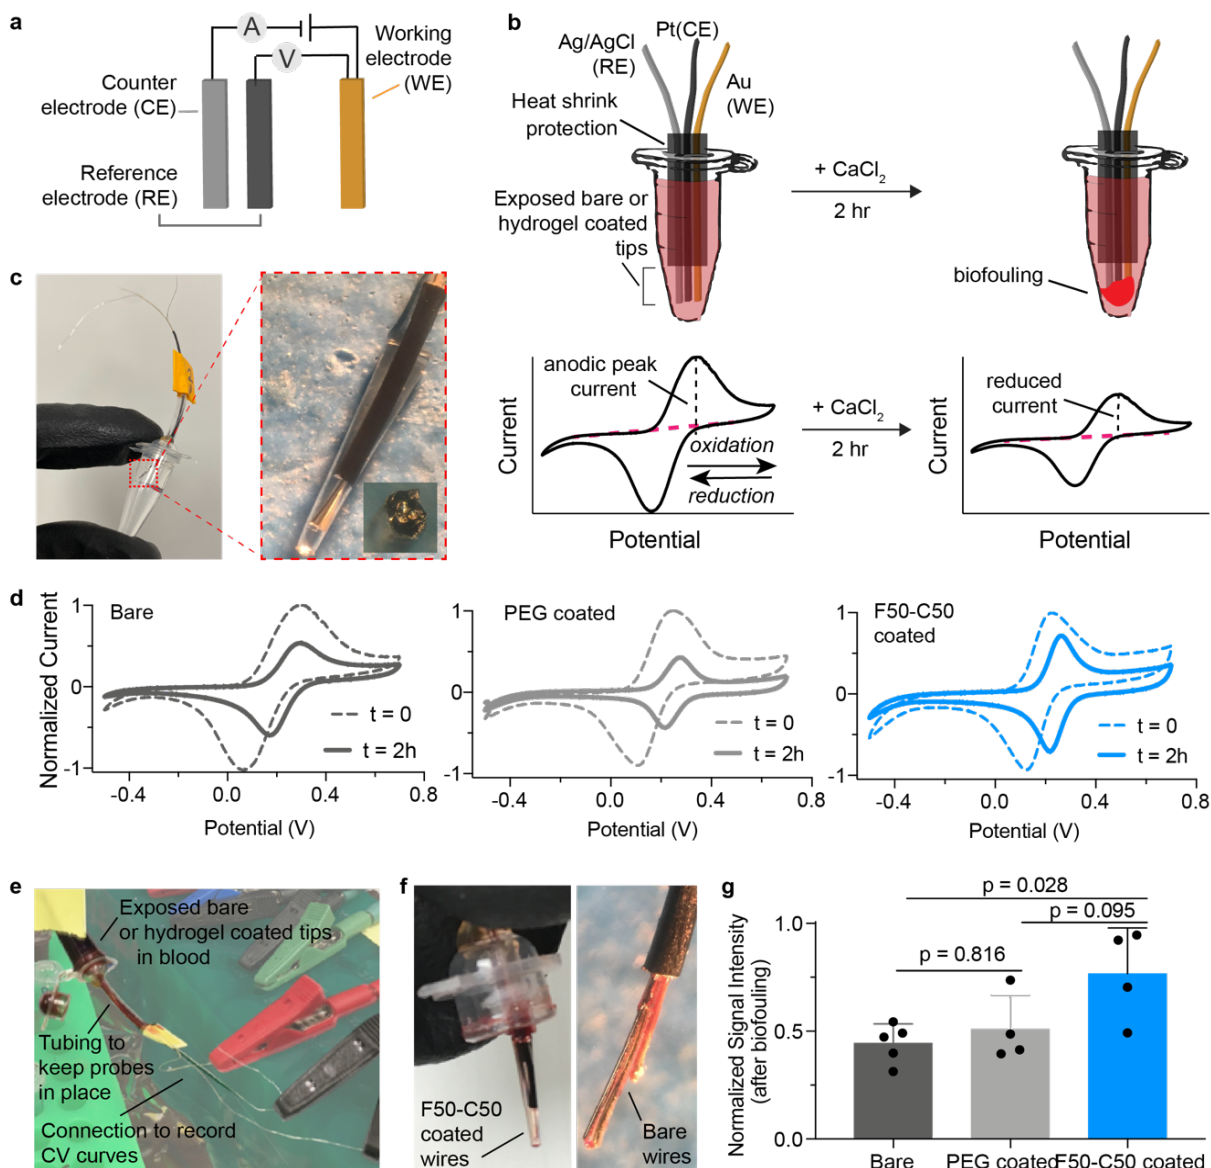 a
A
V
Working
electrode
(WE)
Counter
electrode (CE)
Reference
electrode (RE)
b
Ag/AgCl
(RE)
Pt(CE)
Au
(WE)
Heat shrink
protection
Exposed bare or
hydrogel coated
tips
+ CaCl2
2 hr
biofouling
anodic peak
current
oxidation
reduction
Current
Potential
+ CaCl2
2 hr
reduced
current
Current
Potential
c
d
Bare
Normalized Current
1
0
-1
t = 0
t = 2h
-0.4
0.0
0.4
0.8
Potential (V)
PEG coated
1
0
-1
t = 0
t = 2h
-0.4
0.0
0.4
0.8
Potential (V)
F50-C50
coated
1
0
-1
t = 0
t = 2h
-0.4
0.0
0.4
0.8
Potential (V)
e
Exposed bare
or hydrogel coated tips
in blood
Tubing to
keep probes
in place
Connection to record
CV curves
f
F50-C50
coated
wires
Bare
wires
g
Normalized Signal Intensity
(after biofouling)
1.0
0.5
0.0
p = 0.028
p = 0.095
p = 0.816
Bare
PEG coated
F50-C50 coated